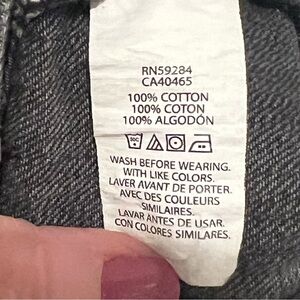 RN59284
CA40465
100% COTTON
100% COTON
100% ALGODÓN
WASH BEFORE WEARING.
WITH LIKE COLORS.
LAVER AVANT DE PORTER.
AVEC DES COULEURS
SIMILAIRES.
LAVAR ANTES DE USAR.
CON COLORES SIMILARES.